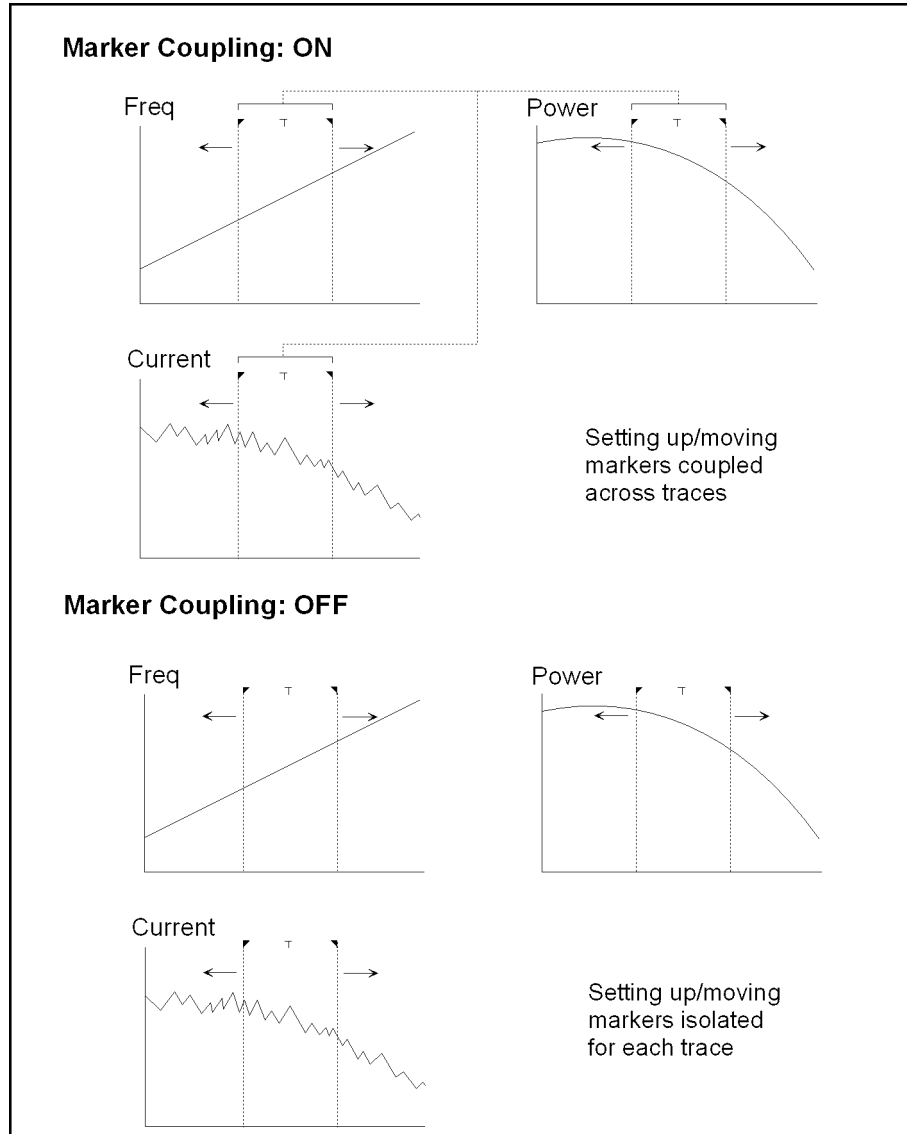 Marker Coupling: ON
Freq
T
Power
T
Current
T
Setting up/moving
markers coupled
across traces
Marker Coupling: OFF
Freq
T
Power
T
Current
T
Setting up/moving
markers isolated
for each trace